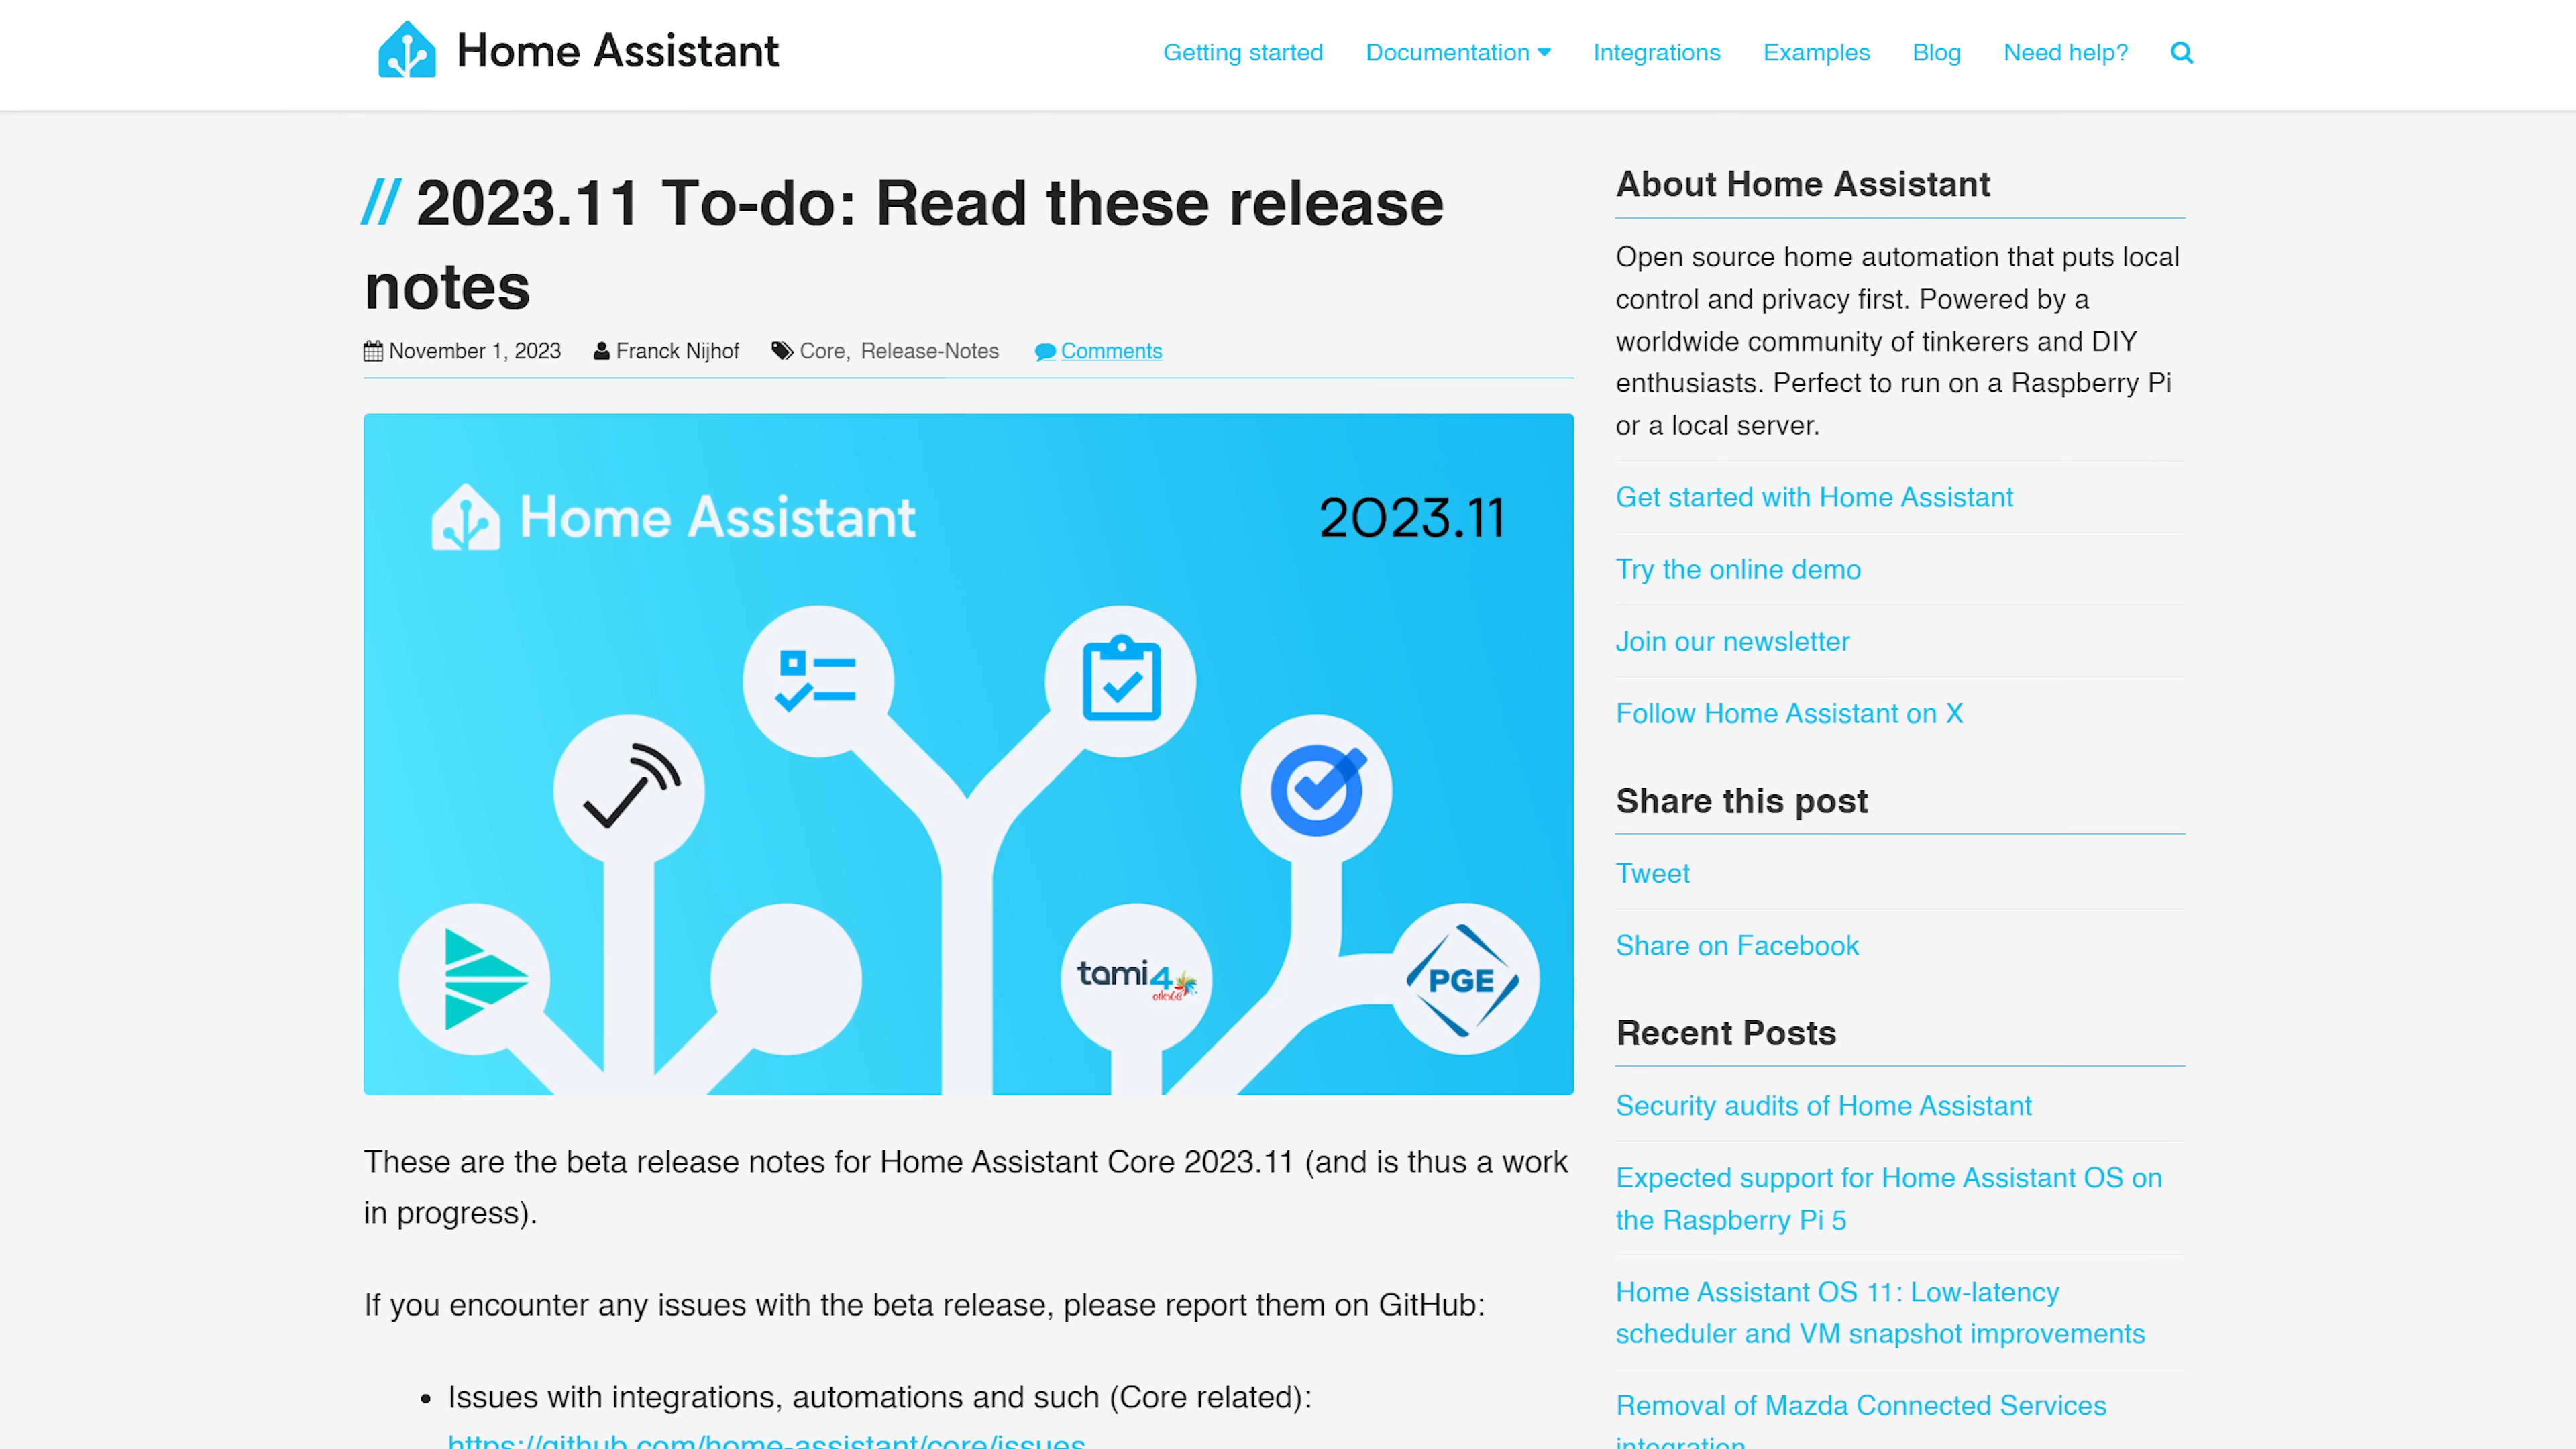 Home Assistant
Getting started
Documentation
Integrations
Examples
Blog
Need help?
// 2023.11 To-do: Read these release
notes
November 1, 2023
Franck Nijhof
Core, Release-Notes
Comments
Home Assistant
2023.11
tami4
PGE
These are the beta release notes for Home Assistant Core 2023.11 (and is thus a work
in progress).
If you encounter any issues with the beta release, please report them on GitHub:
• Issues with integrations, automations and such (Core related):
https://github.com/home-assistant/core/issues
About Home Assistant
Open source home automation that puts local
control and privacy first. Powered by a
worldwide community of tinkerers and DIY
enthusiasts. Perfect to run on a Raspberry Pi
or a local server.
Get started with Home Assistant
Try the online demo
Join our newsletter
Follow Home Assistant on X
Share this post
Tweet
Share on Facebook
Recent Posts
Security audits of Home Assistant
Expected support for Home Assistant OS on
the Raspberry Pi 5
Home Assistant OS 11: Low-latency
scheduler and VM snapshot improvements
Removal of Mazda Connected Services
integration